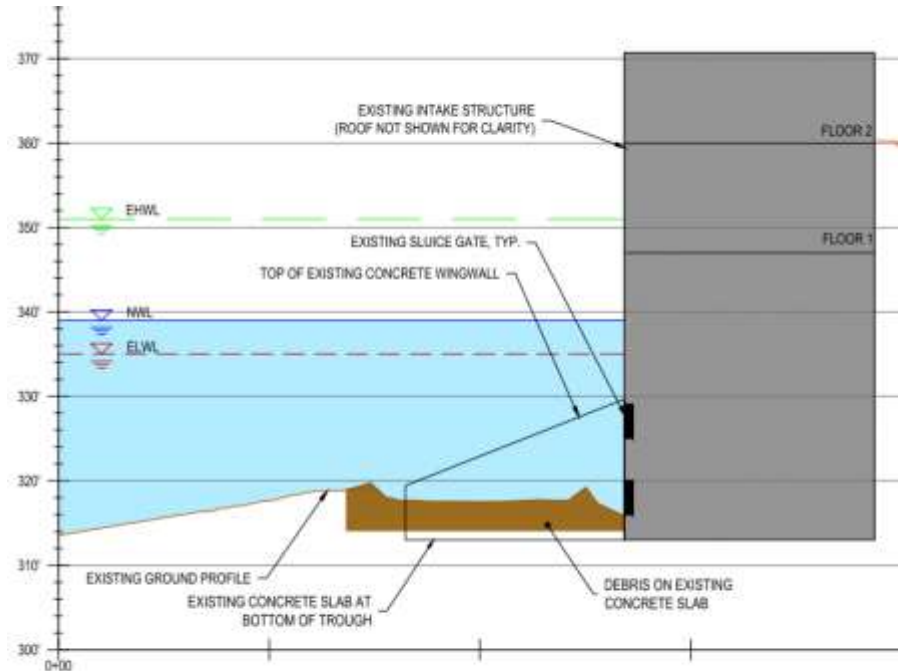 370'
EXISTING INTAKE STRUCTURE
(ROOF NOT SHOWN FOR CLARITY)
FLOOR 2
360'
EHWL
350'
EXISTING SLUICE GATE, TYP.
FLOOR 1
TOP OF EXISTING CONCRETE WINGWALL
NWL
340'
ELWL
330'
320'
310'
EXISTING GROUND PROFILE
EXISTING CONCRETE SLAB AT
BOTTOM OF TROUGH
DEBRIS ON EXISTING
CONCRETE SLAB
300'
0+00